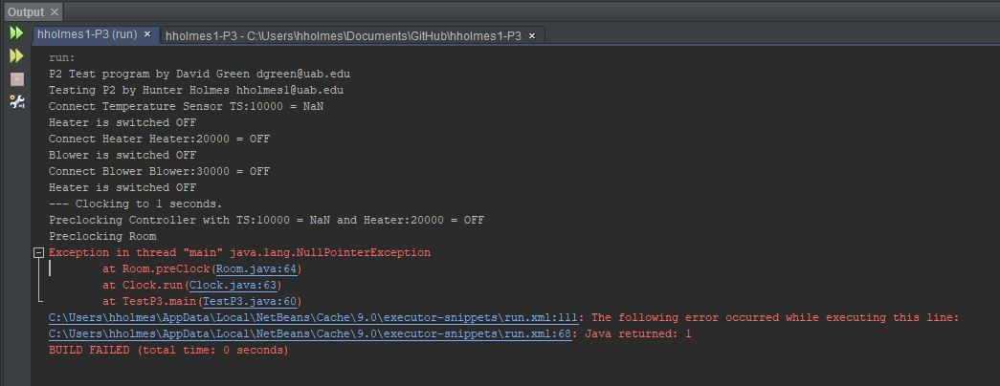 Output ×
hholmes1-P3 (run) × hholmes1-P3 - C:\Users\hholmes\Documents\GitHub\hholmes1-P3 ×
run:
P2 Test program by David Green dgreen@uab.edu
Testing P2 by Hunter Holmes hholmes1@uab.edu
Connect Temperature Sensor TS:10000 = NaN
Heater is switched OFF
Connect Heater Heater:20000 = OFF
Blower is switched OFF
Connect Blower Blower:30000 = OFF
Heater is switched OFF
--- Clocking to 1 seconds.
Preclocking Controller with TS:10000 = NaN and Heater:20000 = OFF
Preclocking Room
Exception in thread "main" java.lang.NullPointerException
at Room.preClock(Room.java:64)
at Clock.run(Clock.java:63)
at TestP3.main(TestP3.java:60)
C:\Users\hholmes\AppData\Local\NetBeans\Cache\9.0\executor-snippets\run.xml:111: The following error occurred while executing this line:
C:\Users\hholmes\AppData\Local\NetBeans\Cache\9.0\executor-snippets\run.xml:68: Java returned: 1
BUILD FAILED (total time: 0 seconds)